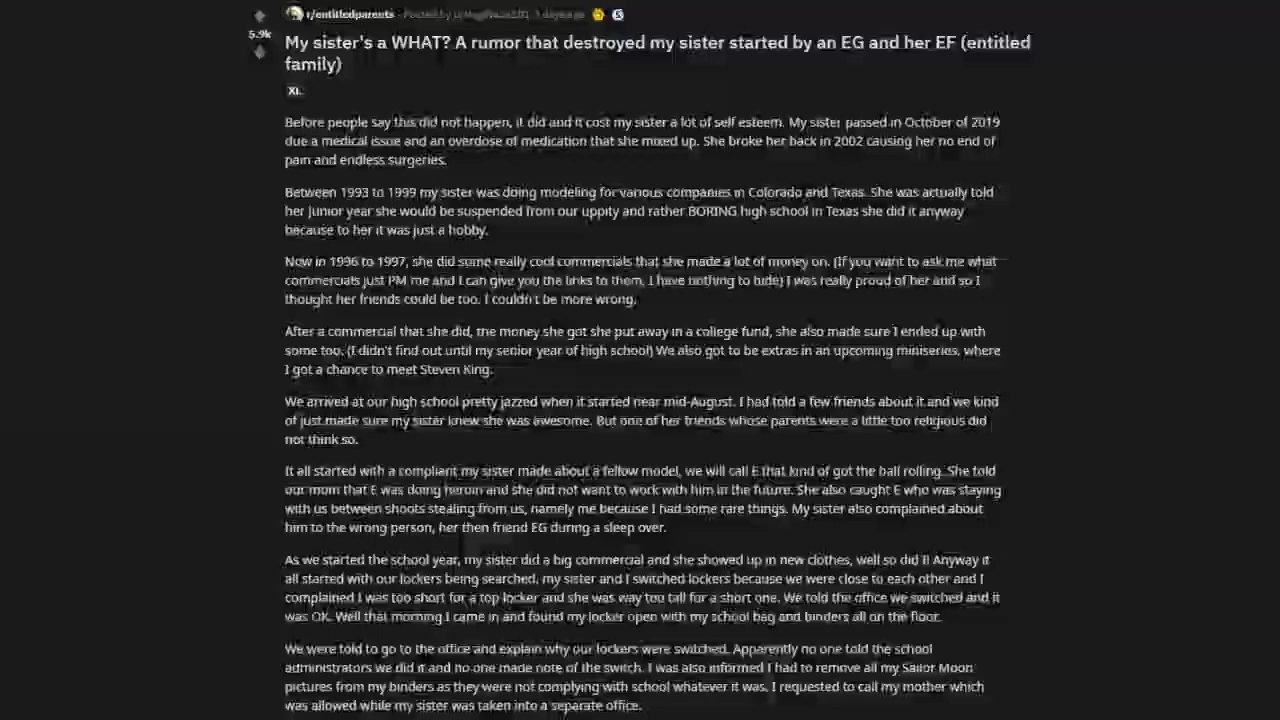 r/entitledparents
5.9k
My sister's a WHAT? A rumor that destroyed my sister started by an EG and her EF (entitled
family)
XL
Before people say this did not happen, it did and it cost my sister a lot of self esteem. My sister passed in October of 2019
due a medical issue and an overdose of medication that she mixed up. She broke her back in 2002 causing her no end of
pain and endless surgeries.
Between 1993 to 1999 my sister was doing modeling for various companies in Colorado and Texas. She was actually told
her junior year she would be suspended from our uppity and rather BORING high school in Texas she did it anyway
because to her it was just a hobby.
Now in 1996 to 1997, she did some really cool commercials that she made a lot of money on. (If you want to ask me what
commercials just PM me and I can give you the links to them, I have nothing to hide) I was really proud of her and so I
thought her friends could be too. I couldn't be more wrong.
After a commercial that she did, the money she got she put away in a college fund, she also made sure I ended up with
some too. (I didn't find out until my senior year of high school) We also got to be extras in an upcoming miniseries, where
I got a chance to meet Steven King.
We arrived at our high school pretty jazzed when it started near mid-August. I had told a few friends about it and we kind
of just made sure my sister knew she was awesome. But one of her friends whose parents were a little too religious did
not think so.
It all started with a compliant my sister made about a fellow model, we will call E that kind of got the ball rolling. She told
our mom that E was doing heroin and she did not want to work with him in the future. She also caught E who was staying
with us between shoots stealing from us, namely me because I had some rare things. My sister also complained about
him to the wrong person, her then friend EG during a sleep over.
As we started the school year, my sister did a big commercial and she showed up in new clothes, well so did I! Anyway it
all started with our lockers being searched, my sister and I switched lockers because we were close to each other and I
complained I was too short for a top locker and she was way too tall for a short one. We told the office we switched and it
was OK. Well that morning I came in and found my locker open with my school bag and binders all on the floor.
We were told to go to the office and explain why our lockers were switched. Apparently no one told the school
administrators we did it and no one made note of the switch. I was also informed I had to remove all my Sailor Moon
pictures from my binders as they were not complying with school whatever it was. I requested to call my mother which
was allowed while my sister was taken into a separate office.